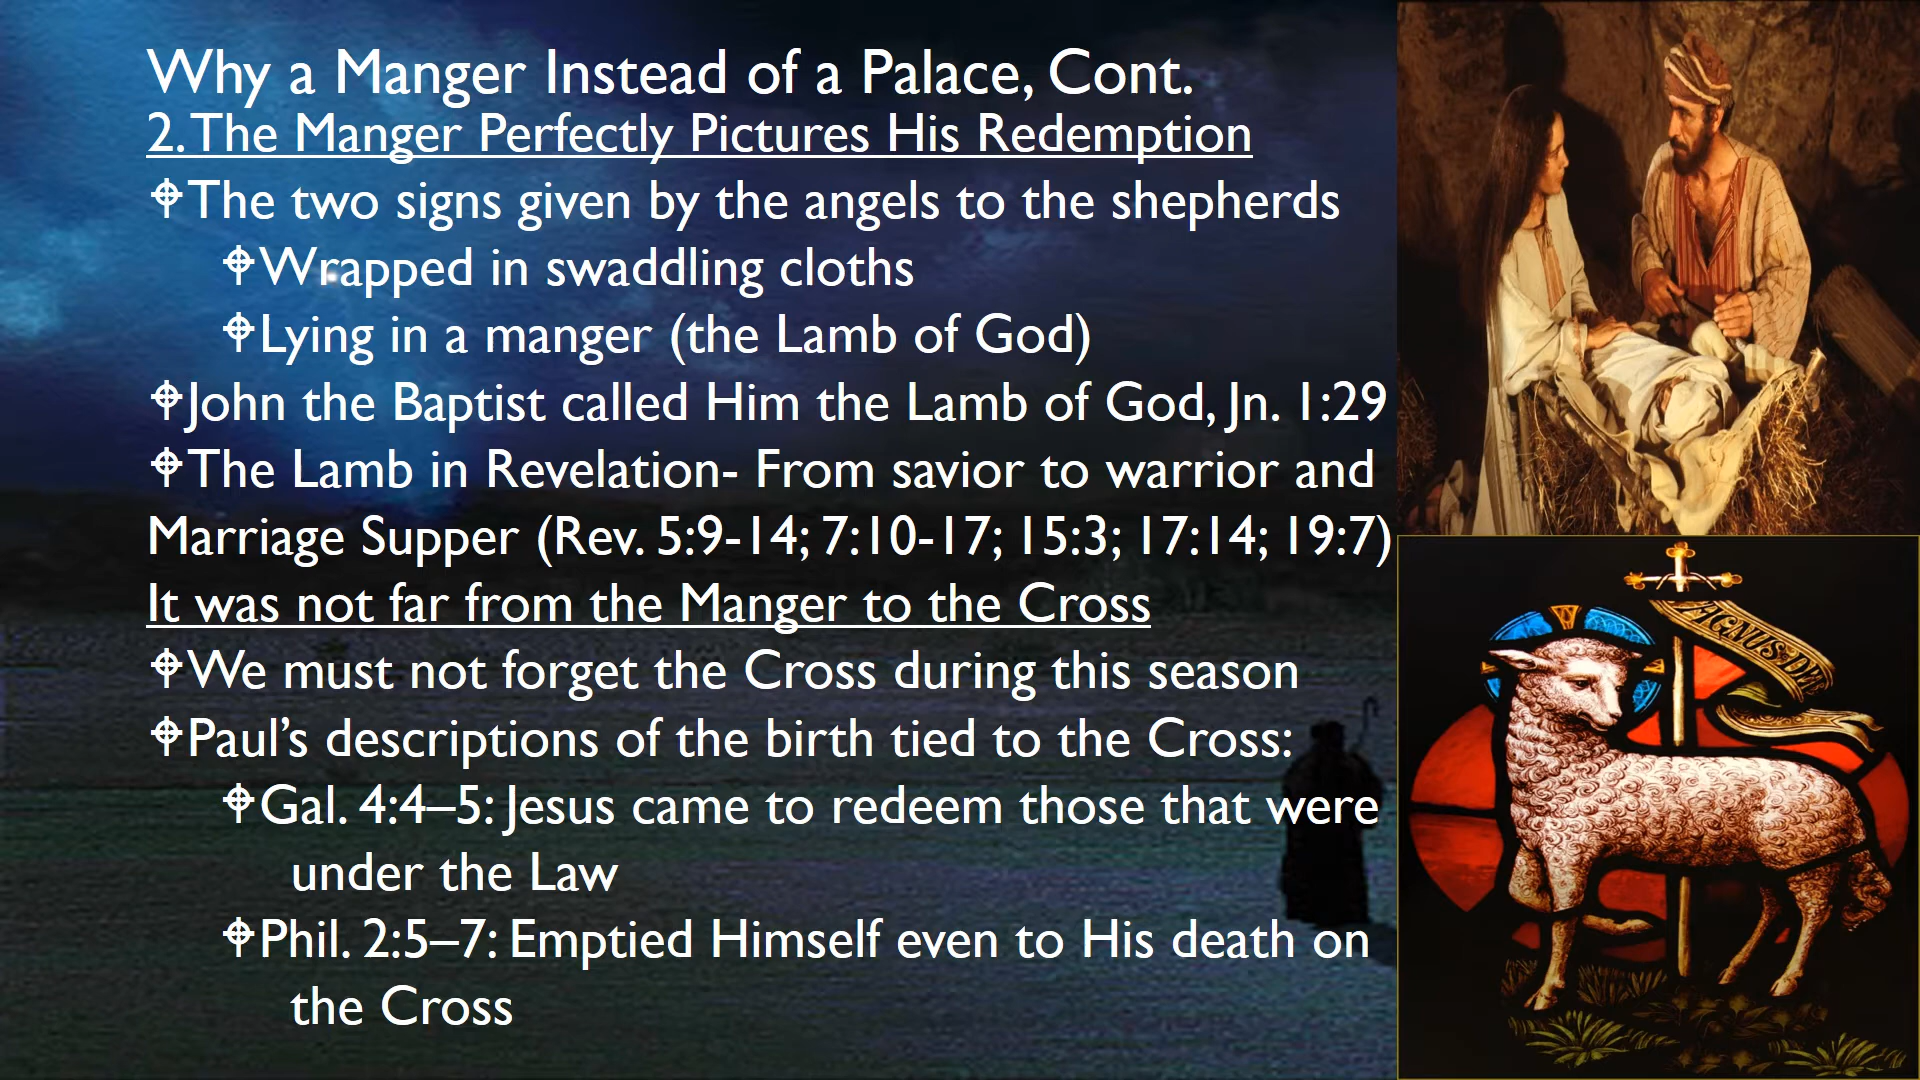 Why a Manger Instead of a Palace, Cont.
2. The Manger Perfectly Pictures His Redemption
The two signs given by the angels to the shepherds
Wrapped in swaddling cloths
Lying in a manger (the Lamb of God)
John the Baptist called Him the Lamb of God, Jn. 1:29
The Lamb in Revelation- From savior to warrior and
Marriage Supper (Rev. 5:9-14; 7:10-17; 15:3; 17:14; 19:7)
It was not far from the Manger to the Cross
We must not forget the Cross during this season
Paul’s descriptions of the birth tied to the Cross:
Gal. 4:4–5: Jesus came to redeem those that were
under the Law
Phil. 2:5–7: Emptied Himself even to His death on
the Cross
AGNUS DEI